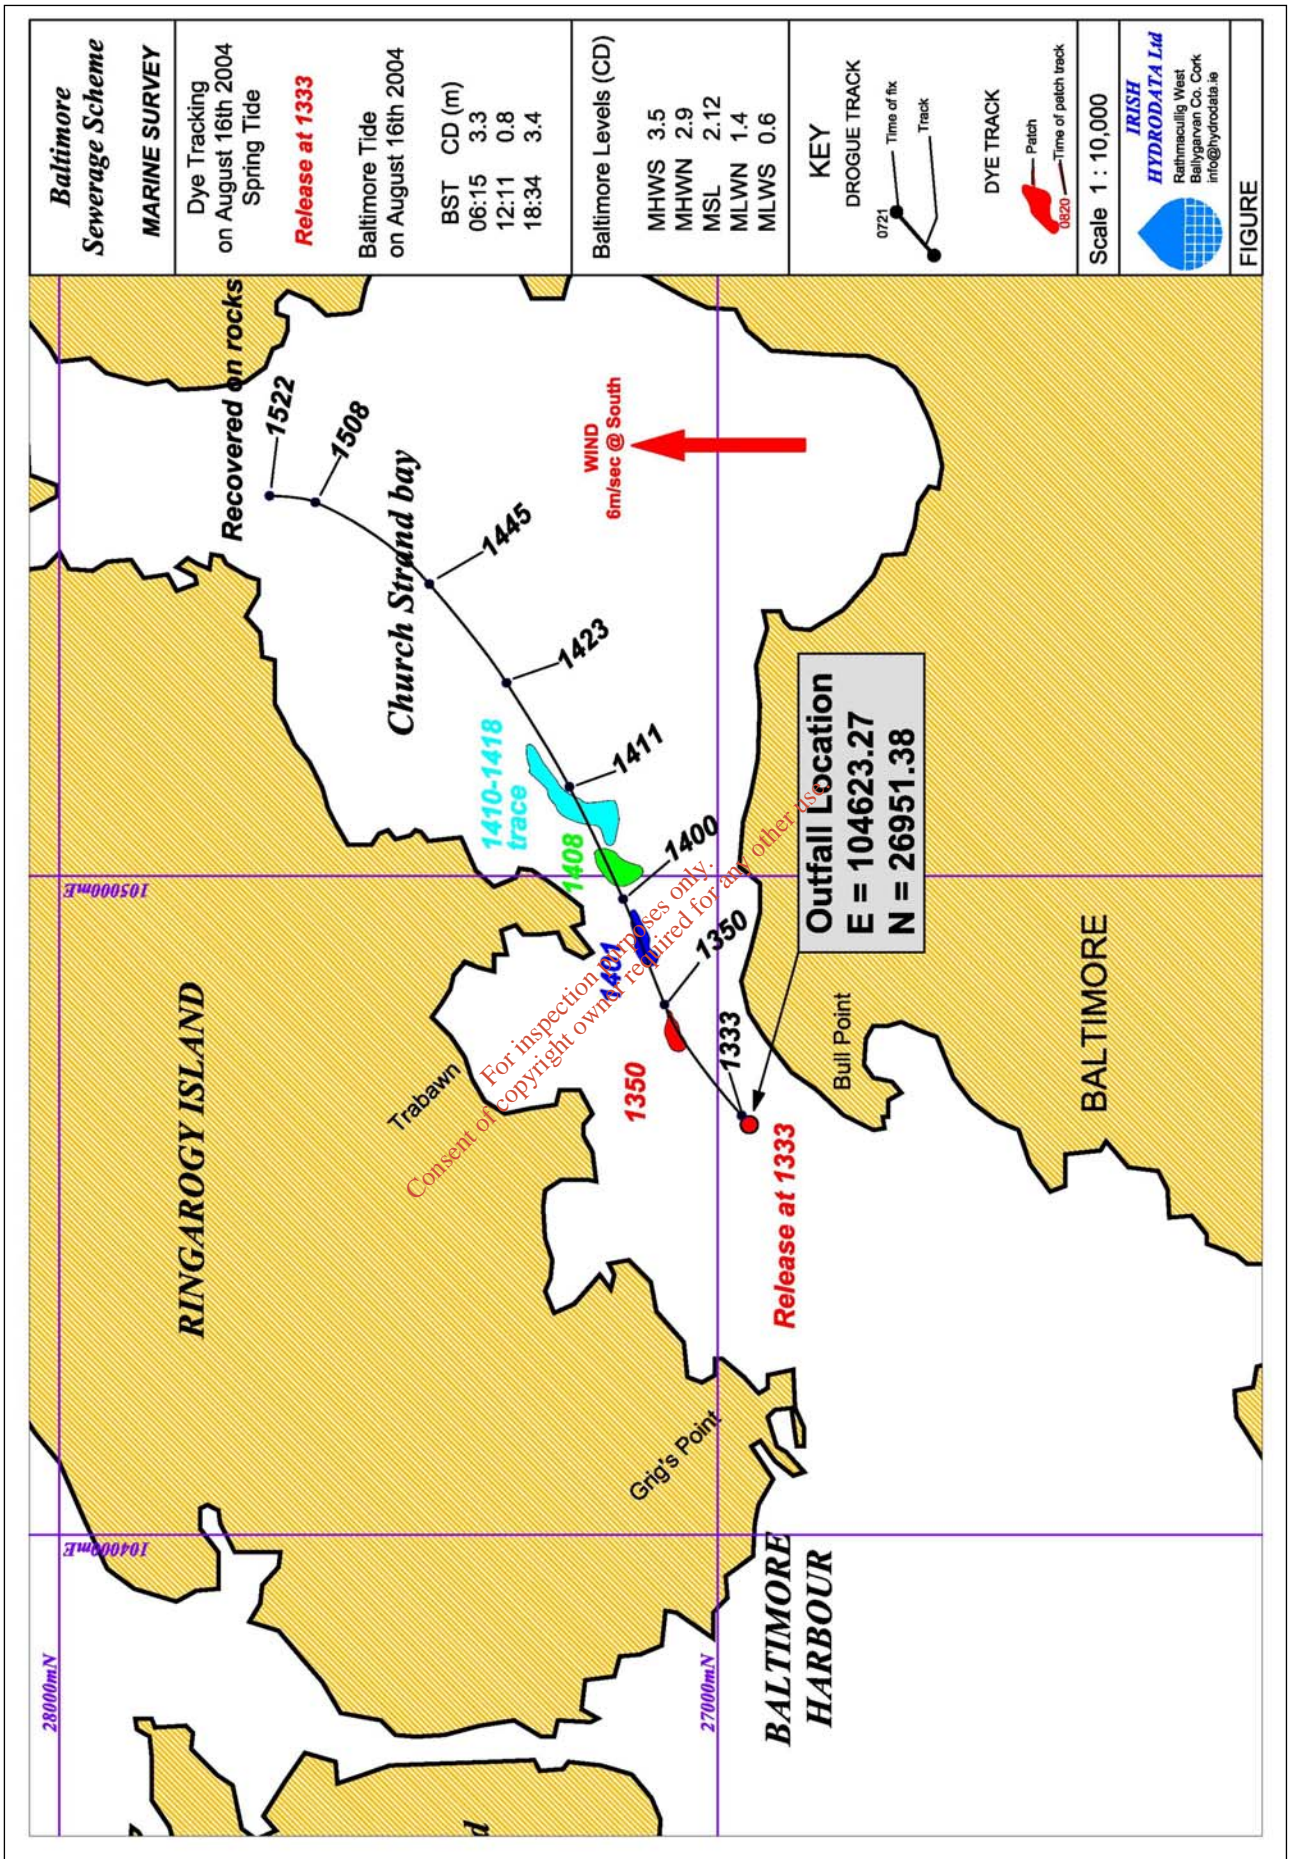 Baltimore
Sewerage Scheme
MARINE SURVEY
Dye Tracking
on August 16th 2004
Spring Tide
Release at 1333
Baltimore Tide
on August 16th 2004
BST CD (m)
06:15 3.3
12:11 0.8
18:34 3.4
Baltimore Levels (CD)
MHWS 3.5
MHWN 2.9
MSL 2.12
MLWN 1.4
MLWS 0.6
KEY
DROGUE TRACK
0721
Time of fix
Track
DYE TRACK
Patch
0820
Time of patch track
Scale 1 : 10,000
IRISH
HYDRODATA Ltd
Rathmacullig West
Ballygarvan Co. Cork
info@hydrodata.ie
FIGURE
28000mN
27000mN
104000mE
105000mE
RINGAROGY ISLAND
Trabawn
Grig's Point
BALTIMORE
HARBOUR
Church Strand bay
Recovered on rocks
1522
1508
1445
1423
1411
1400
1350
1333
1410-1418
trace
1408
1401
1350
Release at 1333
WIND
6m/sec @ South
Outfall Location
E = 104623.27
N = 26951.38
Bull Point
BALTIMORE
d
For inspection purposes only.
Consent of copyright owner required for any other use.